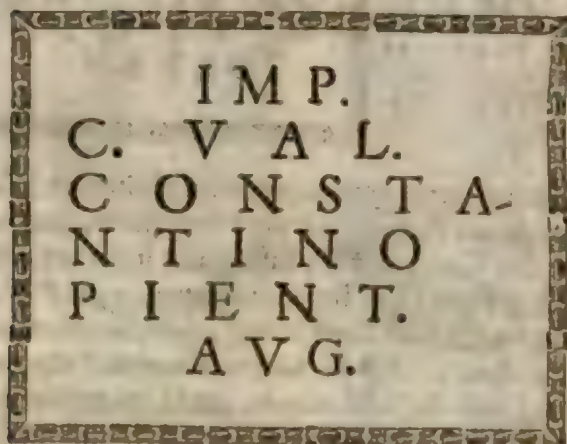 IMP.
C. VAL.
CONSTA-
NTINO
PIENT.
AVG.